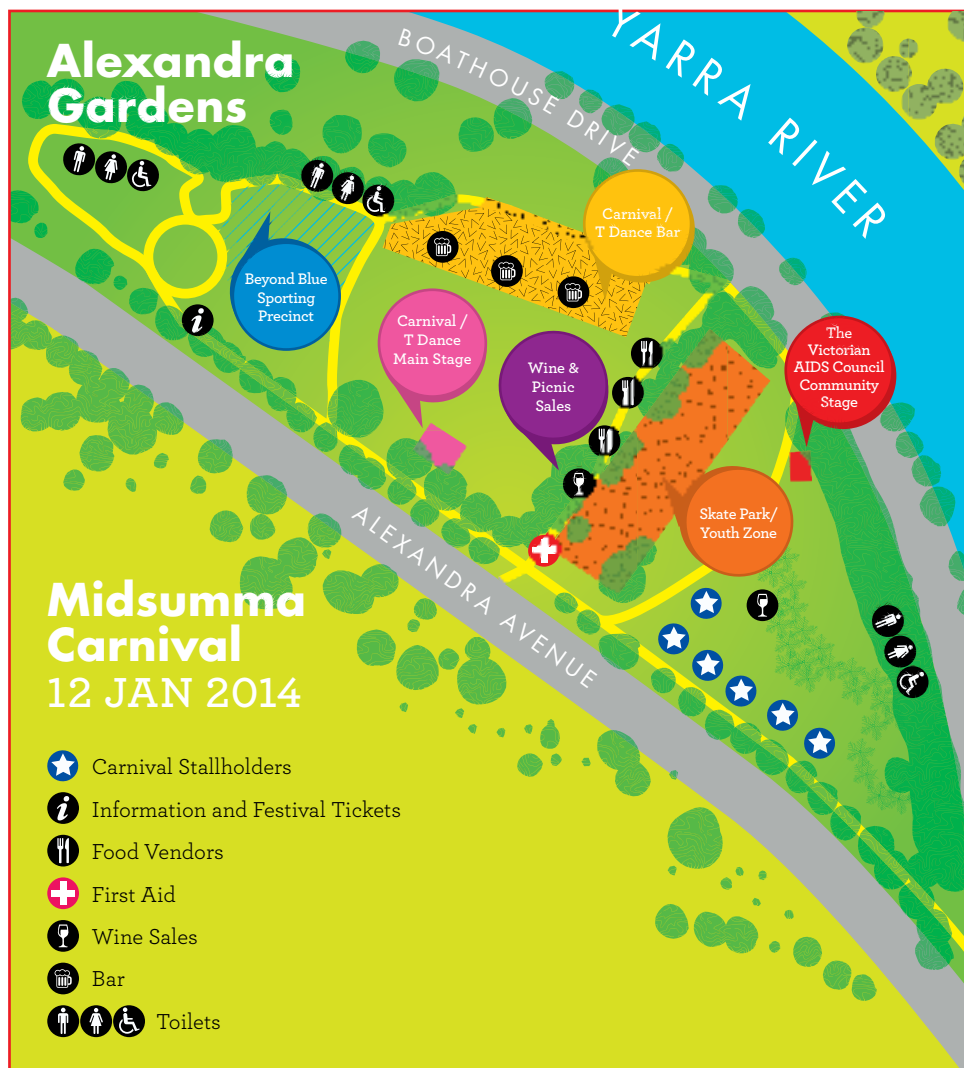 Alexandra
Gardens
BOATHOUSE DRIVE
YARRA RIVER
Carnival /
T Dance Bar
Beyond Blue
Sporting
Precinct
Carnival /
T Dance
Main Stage
Wine &
Picnic
Sales
The
Victorian
AIDS Council
Community
Stage
Skate Park/
Youth Zone
ALEXANDRA AVENUE
Midsumma
Carnival
12 JAN 2014
Carnival Stallholders
i Information and Festival Tickets
Food Vendors
First Aid
Wine Sales
Bar
Toilets
i